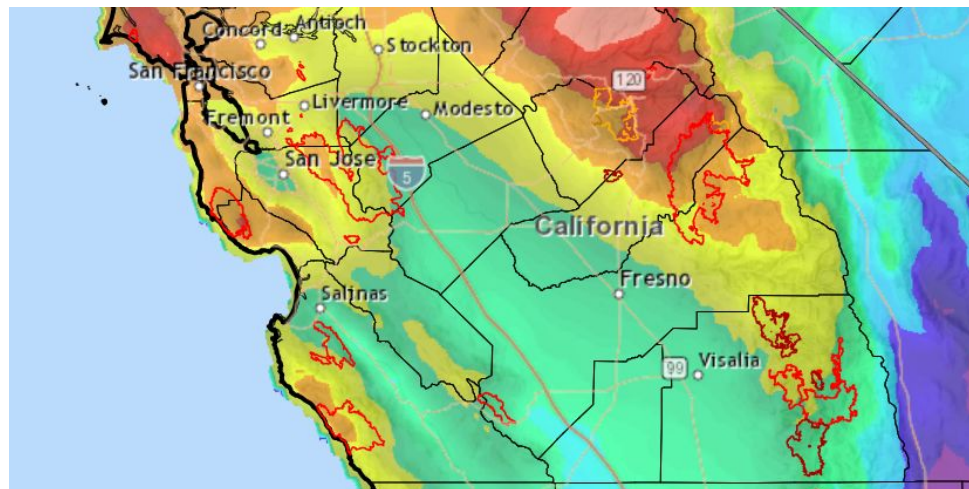 Concord
Antioch
Stockton
San Francisco
120
Livermore
Modesto
Fremont
San Jose
5
California
Fresno
Salinas
99
Visalia